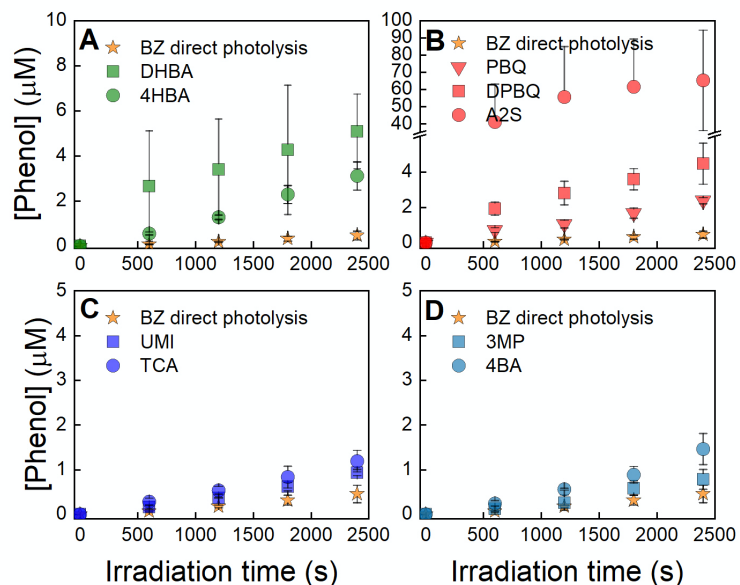 A
BZ direct photolysis
DHBA
4HBA
[Phenol] (μM)
10
8
6
4
2
0
0 500 1000 1500 2000 2500
B
BZ direct photolysis
PBQ
DPBQ
A2S
100
90
80
70
60
50
40
4
2
0
0 500 1000 1500 2000 2500
C
BZ direct photolysis
UMI
TCA
[Phenol] (μM)
5
4
3
2
1
0
0 500 1000 1500 2000 2500
Irradiation time (s)
D
BZ direct photolysis
3MP
4BA
5
4
3
2
1
0
0 500 1000 1500 2000 2500
Irradiation time (s)